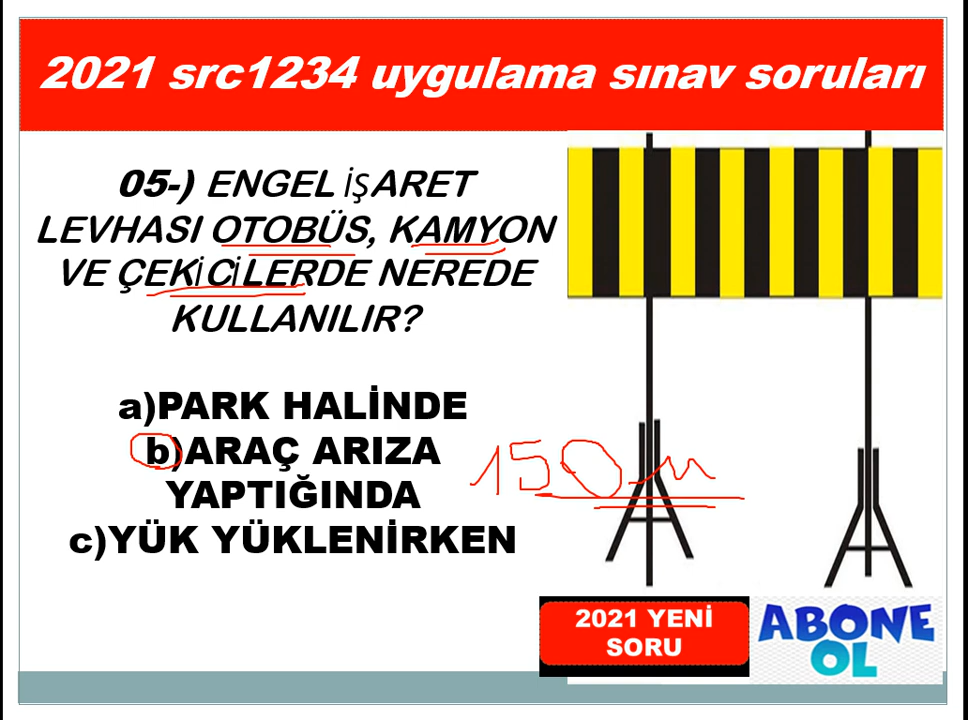 2021 src1234 uygulama sınav soruları
05-) ENGEL İŞARET
LEVHASI OTOBÜS, KAMYON
VE ÇEKİCİLERDE NEREDE
KULLANILIR?
a)PARK HALİNDE
b)ARAÇ ARIZA
YAPTIĞINDA
c)YÜK YÜKLENİRKEN
150 m
2021 YENİ
SORU
ABONE
OL